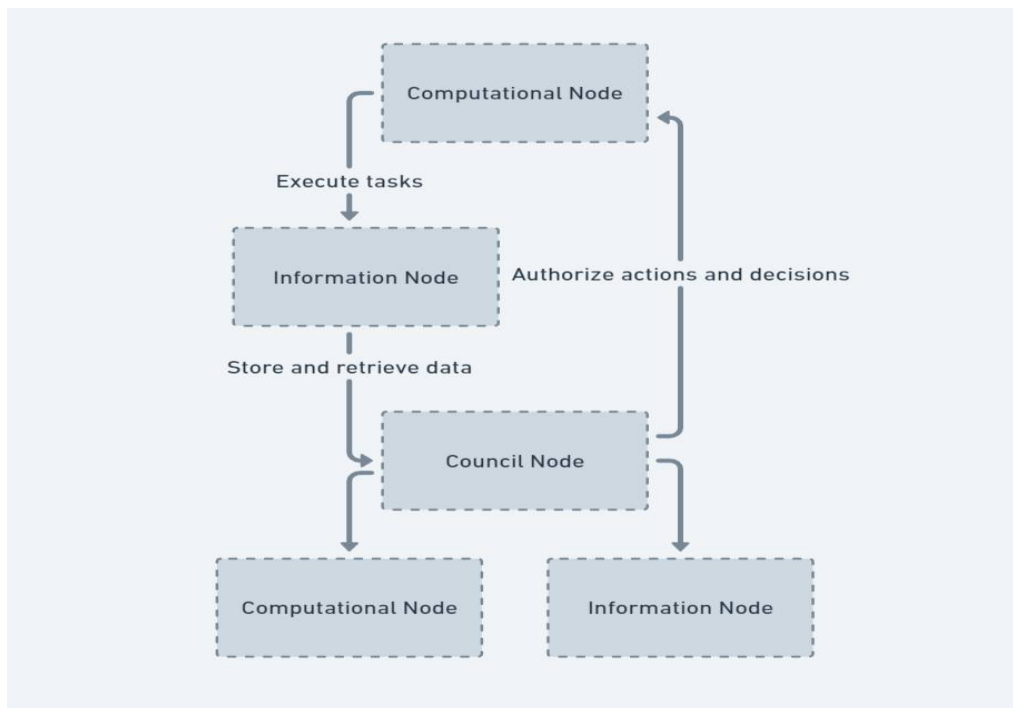 Computational Node
Execute tasks
Information Node
Authorize actions and decisions
Store and retrieve data
Council Node
Computational Node
Information Node